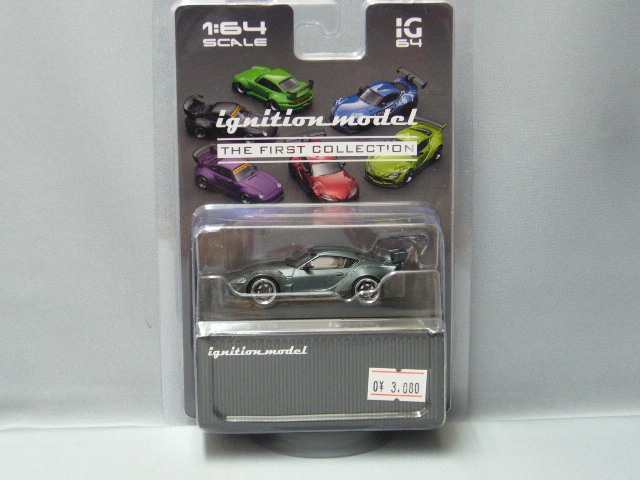 1:64
SCALE
IG
64
ignition model
THE FIRST COLLECTION
ignition model
0¥ 3,080